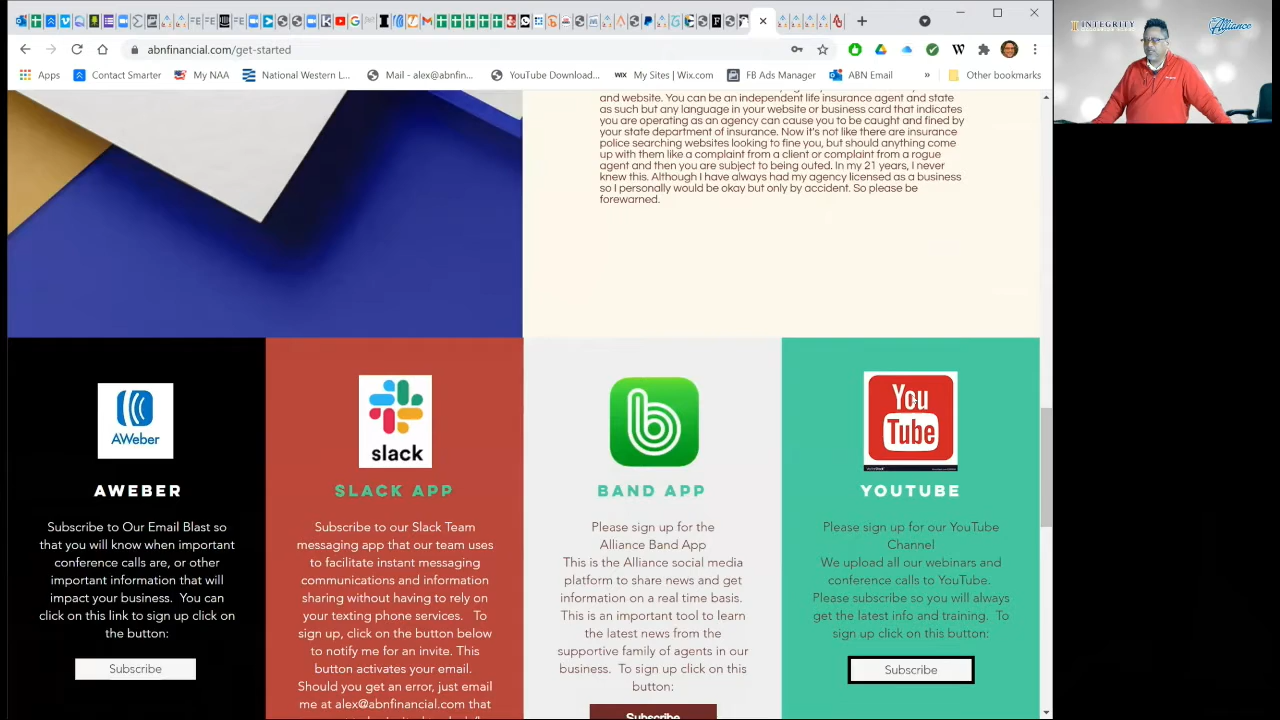 abnfinancial.com/get-started
Apps
Contact Smarter
My NAA
National Western L...
Mail - alex@abnfin...
YouTube Download...
WIX My Sites | Wix.com
FB Ads Manager
ABN Email
»
Other bookmarks
INTEGRITY
Alliance
and website. You can be an independent life insurance agent and state
as such but any language in your website or business card that indicates
you are operating as an agency can cause you to be caught and fined by
your state department of insurance. Now it's not like there are insurance
police searching websites looking to fine you, but should anything come
up with them like a complaint from a client or complaint from a rogue
agent and then you are subject to being outed. In my 21 years, I never
knew this. Although I have always had my agency licensed as a business
so I personally would be okay but only by accident. So please be
forewarned.
AWeber
AWEBER
Subscribe to Our Email Blast so
that you will know when important
conference calls are, or other
important information that will
impact your business. You can
click on this link to sign up click on
the button:
Subscribe
slack
SLACK APP
Subscribe to our Slack Team
messaging app that our team uses
to facilitate instant messaging
communications and information
sharing without having to rely on
your texting phone services. To
sign up, click on the button below
to notify me for an invite. This
button activates your email.
Should you get an error, just email
me at alex@abnfinancial.com that
BAND APP
Please sign up for the
Alliance Band App
This is the Alliance social media
platform to share news and get
information on a real time basis.
This is an important tool to learn
the latest news from the
supportive family of agents in our
business. To sign up click on this
button:
Subscribe
You
Tube
YOUTUBE
Please sign up for our YouTube
Channel
We upload all our webinars and
conference calls to YouTube.
Please subscribe so you will always
get the latest info and training. To
sign up click on this button:
Subscribe